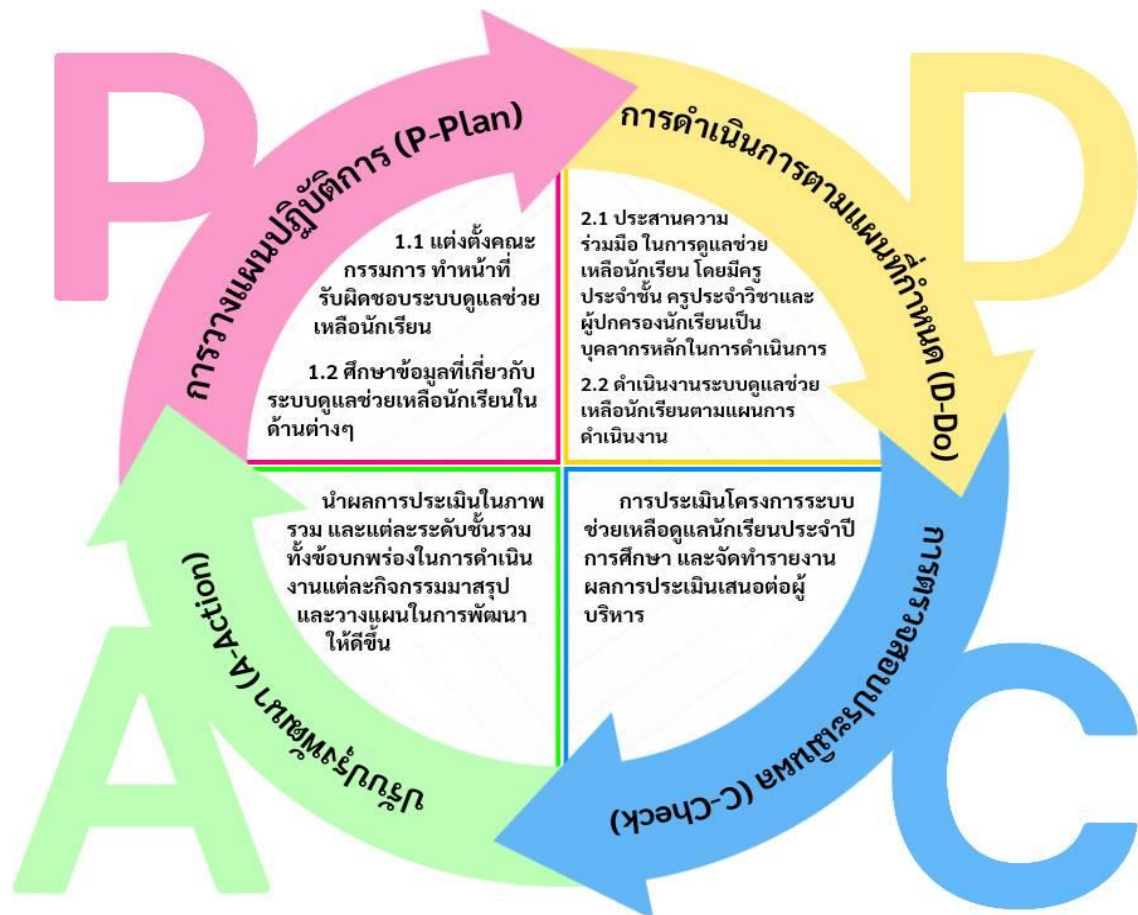 P
การวางแผนปฏิบัติการ (P-Plan)
1.1 แต่งตั้งคณะ
กรรมการ ทำหน้าที่
รับผิดชอบระบบดูแลช่วย
เหลือนักเรียน
1.2 ศึกษาข้อมูลที่เกี่ยวกับ
ระบบดูแลช่วยเหลือนักเรียนใน
ด้านต่างๆ
D
การดำเนินการตามแผนที่กำหนด (D-Do)
2.1 ประสานความ
ร่วมมือ ในการดูแลช่วย
เหลือนักเรียน โดยมีครู
ประจำชั้น ครูประจำวิชาและ
ผู้ปกครองนักเรียนเป็น
บุคลากรหลักในการดำเนินการ
2.2 ดำเนินงานระบบดูแลช่วย
เหลือนักเรียนตามแผนการ
ดำเนินงาน
C
การตรวจสอบประเมินผล (C-Check)
การประเมินโครงการระบบ
ช่วยเหลือดูแลนักเรียนประจำปี
การศึกษา และจัดทำรายงาน
ผลการประเมินเสนอต่อผู้
บริหาร
A
ปรับปรุงพัฒนา (A-Action)
นำผลการประเมินในภาพ
รวม และแต่ละระดับชั้นรวม
ทั้งข้อบกพร่องในการดำเนิน
งานแต่ละกิจกรรมมาสรุป
และวางแผนในการพัฒนา
ให้ดีขึ้น